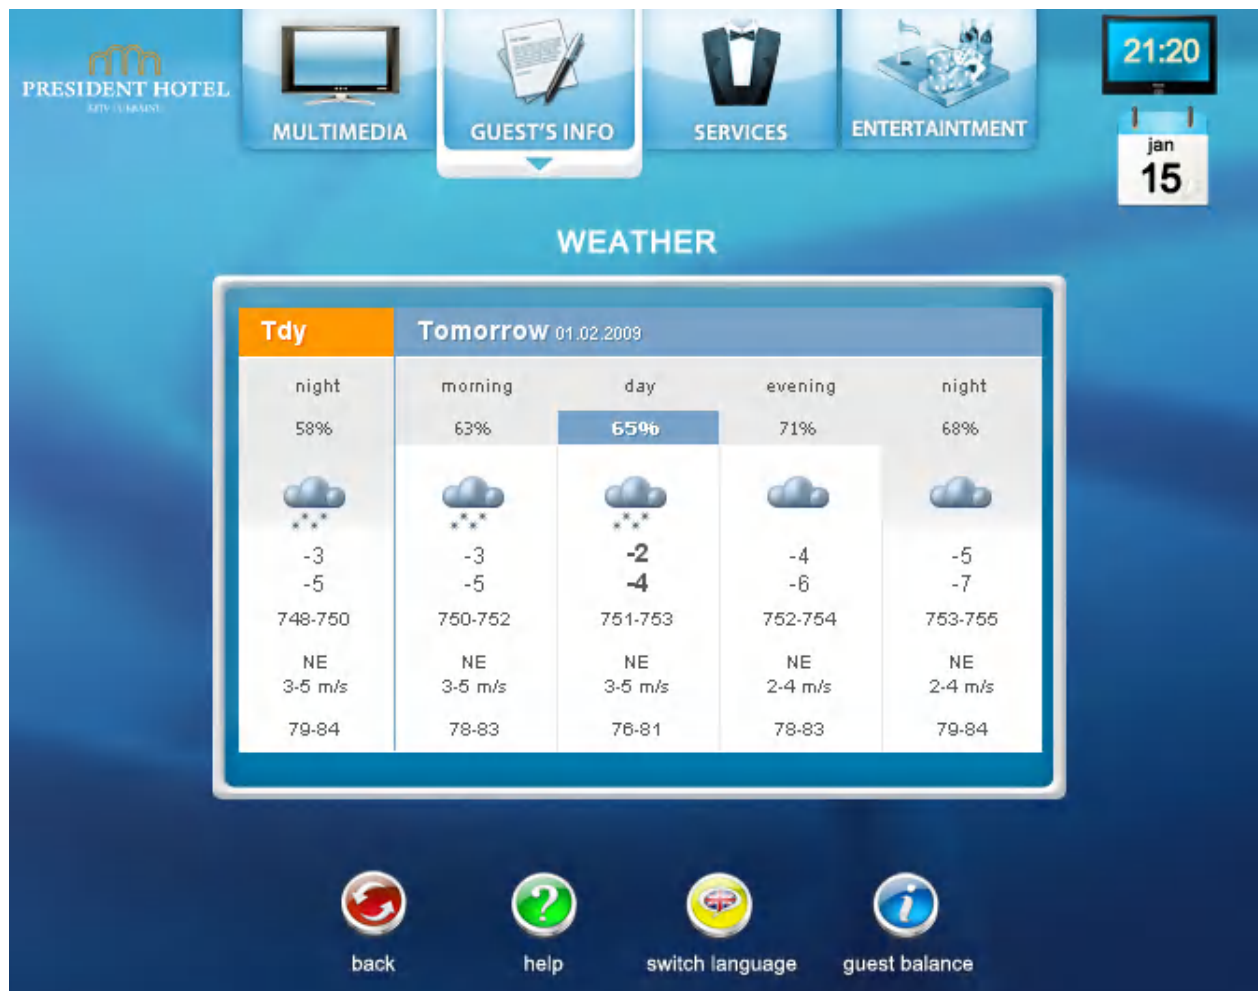 PRESIDENT HOTEL
KYIV UKRAINE
MULTIMEDIA
GUEST'S INFO
SERVICES
ENTERTAINTMENT
21:20
jan
15
WEATHER
Tdy
Tomorrow 01.02.2009
night morning day evening night
58% 63% 65% 71% 68%
-3 -3 -2 -4 -5
-5 -5 -4 -6 -7
748-750 750-752 751-753 752-754 753-755
NE NE NE NE NE
3-5 m/s 3-5 m/s 3-5 m/s 2-4 m/s 2-4 m/s
79-84 78-83 76-81 78-83 79-84
back help switch language guest balance